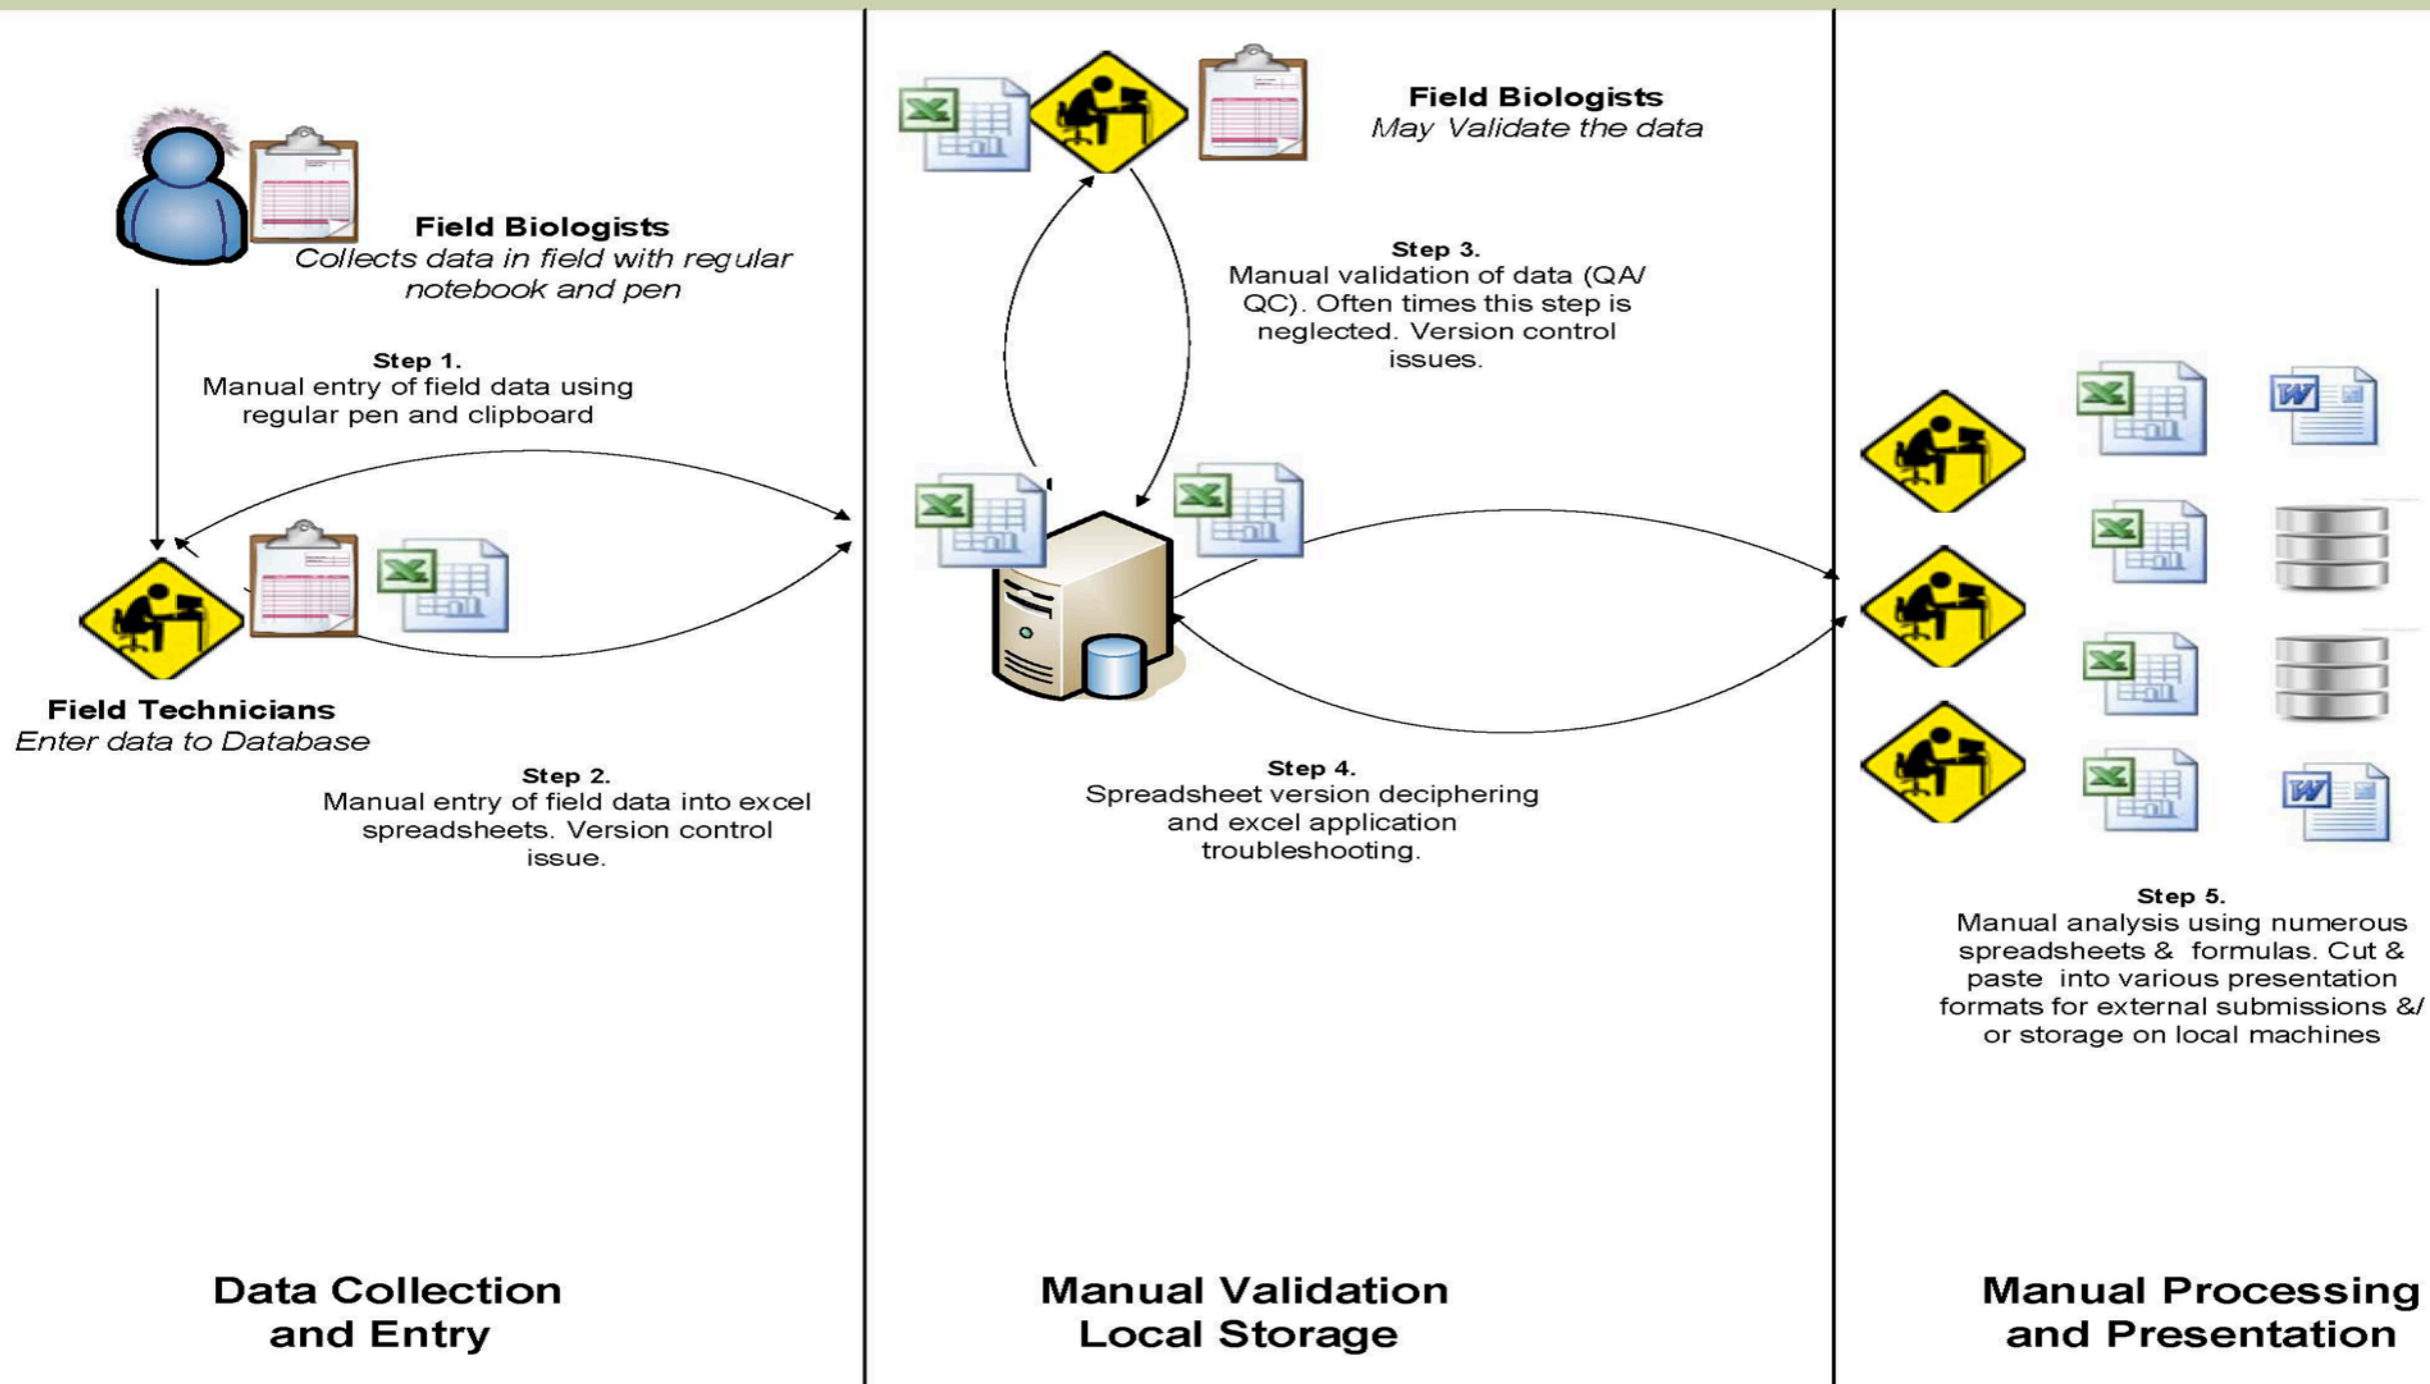 Field Biologists
Collects data in field with regular
notebook and pen
Step 1.
Manual entry of field data using
regular pen and clipboard
Field Technicians
Enter data to Database
Step 2.
Manual entry of field data into excel
spreadsheets. Version control
issue.
Data Collection
and Entry
Field Biologists
May Validate the data
Step 3.
Manual validation of data (QA/
QC). Often times this step is
neglected. Version control
issues.
Step 4.
Spreadsheet version deciphering
and excel application
troubleshooting.
Manual Validation
Local Storage
Step 5.
Manual analysis using numerous
spreadsheets & formulas. Cut &
paste into various presentation
formats for external submissions &/
or storage on local machines
Manual Processing
and Presentation